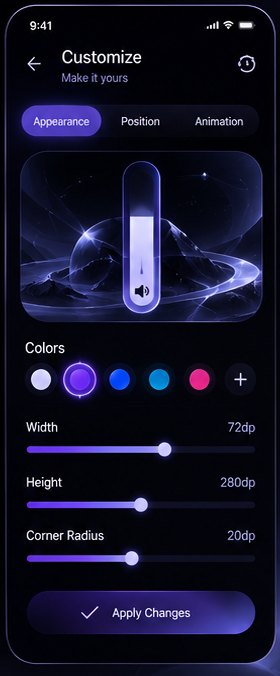 9:41
Customize
Make it yours
Appearance Position Animation
Colors
Width 72dp
Height 280dp
Corner Radius 20dp
Apply Changes